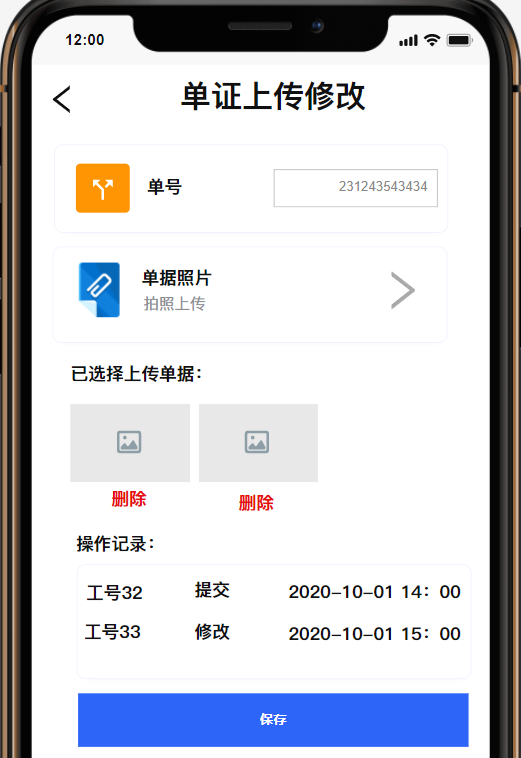 12:00
单证上传修改
单号
231243543434
单据照片
拍照上传
已选择上传单据：
删除 删除
操作记录：
工号32 提交 2020-10-01 14：00
工号33 修改 2020-10-01 15：00
保存